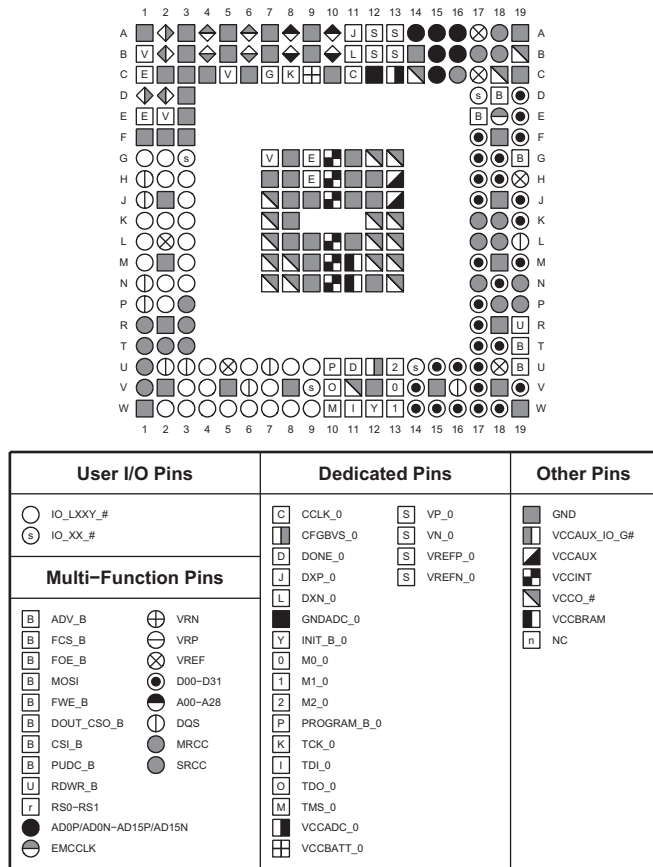 1 2 3 4 5 6 7 8 9 10 11 12 13 14 15 16 17 18 19
A J S S A
B V L S S B
C E V G K C C
D s B D
E E V B E
F F
G s V E B G
H E H
J J
K K
L L
M M
N N
P P
R U R
T B T
U P D 2 s B U
V s O 0 V
W M I Y 1 W
1 2 3 4 5 6 7 8 9 10 11 12 13 14 15 16 17 18 19
User I/O Pins
IO_LXXY_#
s IO_XX_#
Multi−Function Pins
B ADV_B
B FCS_B
B FOE_B
B MOSI
B FWE_B
B DOUT_CSO_B
B CSI_B
B PUDC_B
U RDWR_B
r RS0−RS1
AD0P/AD0N−AD15P/AD15N
EMCCLK
VRN
VRP
VREF
D00−D31
A00−A28
DQS
MRCC
SRCC
Dedicated Pins
C CCLK_0
CFGBVS_0
D DONE_0
J DXP_0
L DXN_0
GNDADC_0
Y INIT_B_0
0 M0_0
1 M1_0
2 M2_0
P PROGRAM_B_0
K TCK_0
I TDI_0
O TDO_0
M TMS_0
VCCADC_0
VCCBATT_0
S VP_0
S VN_0
S VREFP_0
S VREFN_0
Other Pins
GND
VCCAUX_IO_G#
VCCAUX
VCCINT
VCCO_#
VCCBRAM
n NC